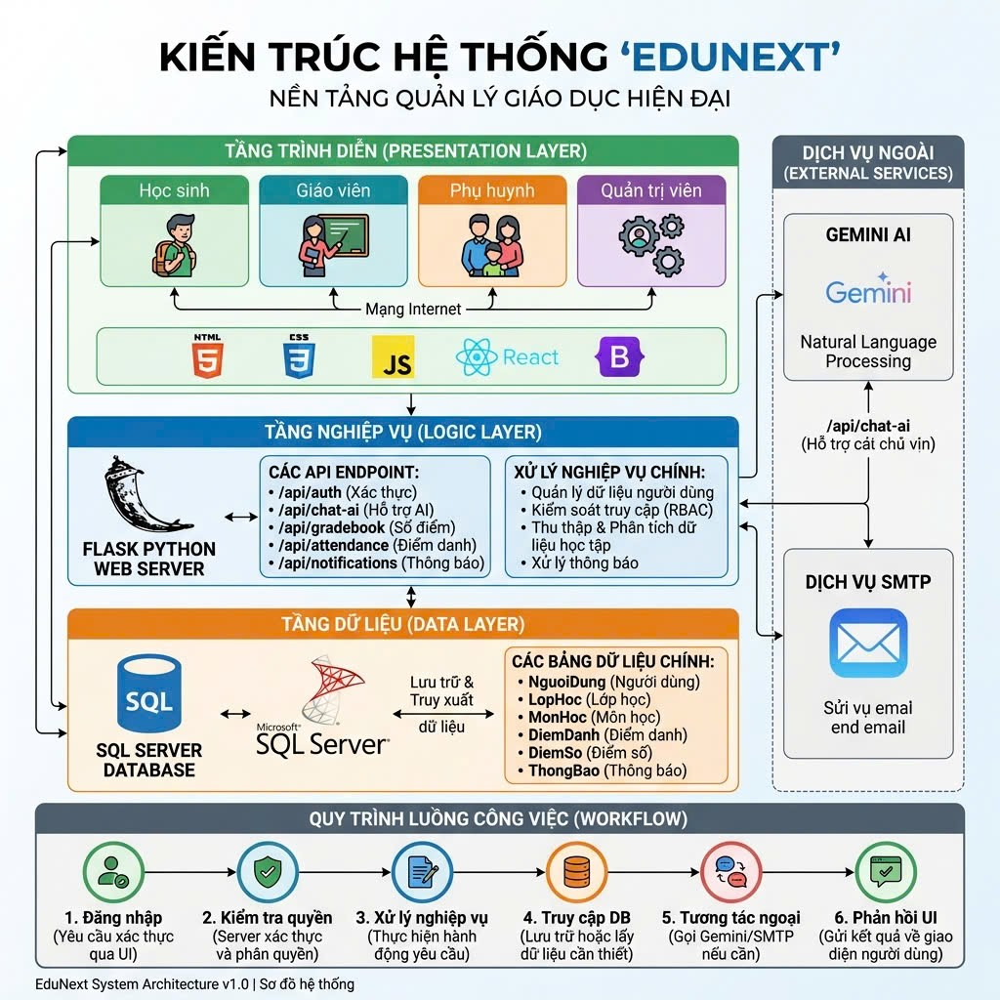 KIẾN TRÚC HỆ THỐNG ‘EDUNEXT’
NỀN TẢNG QUẢN LÝ GIÁO DỤC HIỆN ĐẠI
TẦNG TRÌNH DIỄN (PRESENTATION LAYER)
Học sinh
Giáo viên
Phụ huynh
Quản trị viên
Mạng Internet
HTML
5
CSS
3
JS
React
B
TẦNG NGHIỆP VỤ (LOGIC LAYER)
FLASK PYTHON
WEB SERVER
CÁC API ENDPOINT:
• /api/auth (Xác thực)
• /api/chat-ai (Hỗ trợ AI)
• /api/gradebook (Số điểm)
• /api/attendance (Điểm danh)
• /api/notifications (Thông báo)
XỬ LÝ NGHIỆP VỤ CHÍNH:
• Quản lý dữ liệu người dùng
• Kiểm soát truy cập (RBAC)
• Thu thập & Phân tích dữ
liệu học tập
• Xử lý thông báo
TẦNG DỮ LIỆU (DATA LAYER)
SQL
SQL SERVER
DATABASE
Microsoft®
SQL Server®
Lưu trữ &
Truy xuất
dữ liệu
CÁC BẢNG DỮ LIỆU CHÍNH:
• NguoiDung (Người dùng)
• LopHoc (Lớp học)
• MonHoc (Môn học)
• DiemDanh (Điểm danh)
• DiemSo (Điểm số)
• ThongBao (Thông báo)
DỊCH VỤ NGOÀI
(EXTERNAL SERVICES)
GEMINI AI
Gemini
Natural Language
Processing
/api/chat-ai
(Hỗ trợ cát chủ vịn)
DỊCH VỤ SMTP
Sửi vụ emai
end email
QUY TRÌNH LUỒNG CÔNG VIỆC (WORKFLOW)
1. Đăng nhập
(Yêu cầu xác thực
qua UI)
2. Kiểm tra quyền
(Server xác thực
và phân quyền)
3. Xử lý nghiệp vụ
(Thực hiện hành
động yêu cầu)
4. Truy cập DB
(Lưu trữ hoặc lấy
dữ liệu cần thiết)
5. Tương tác ngoại
(Gọi Gemini/SMTP
nếu cần)
6. Phản hồi UI
(Gửi kết quả về giao
diện người dùng)
EduNext System Architecture v1.0 | Sơ đồ hệ thống